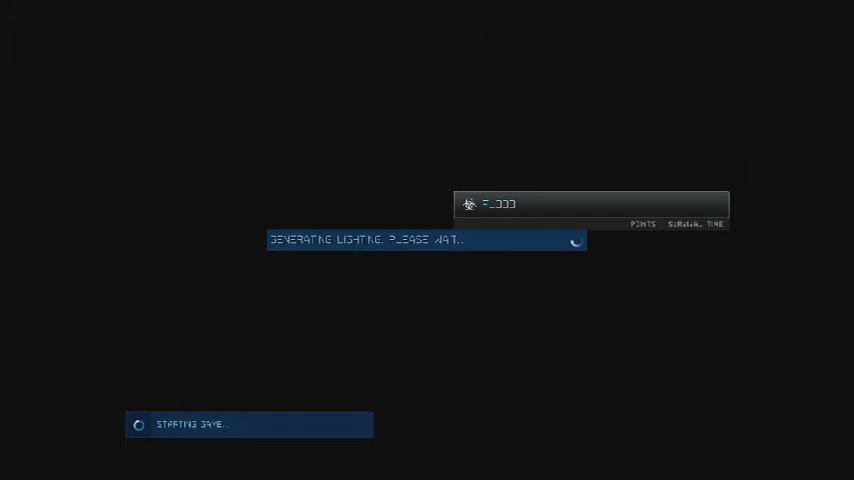 FLOOD
POINTS SURVIVAL TIME
GENERATING LIGHTING. PLEASE WAIT..
STARTING GAME..